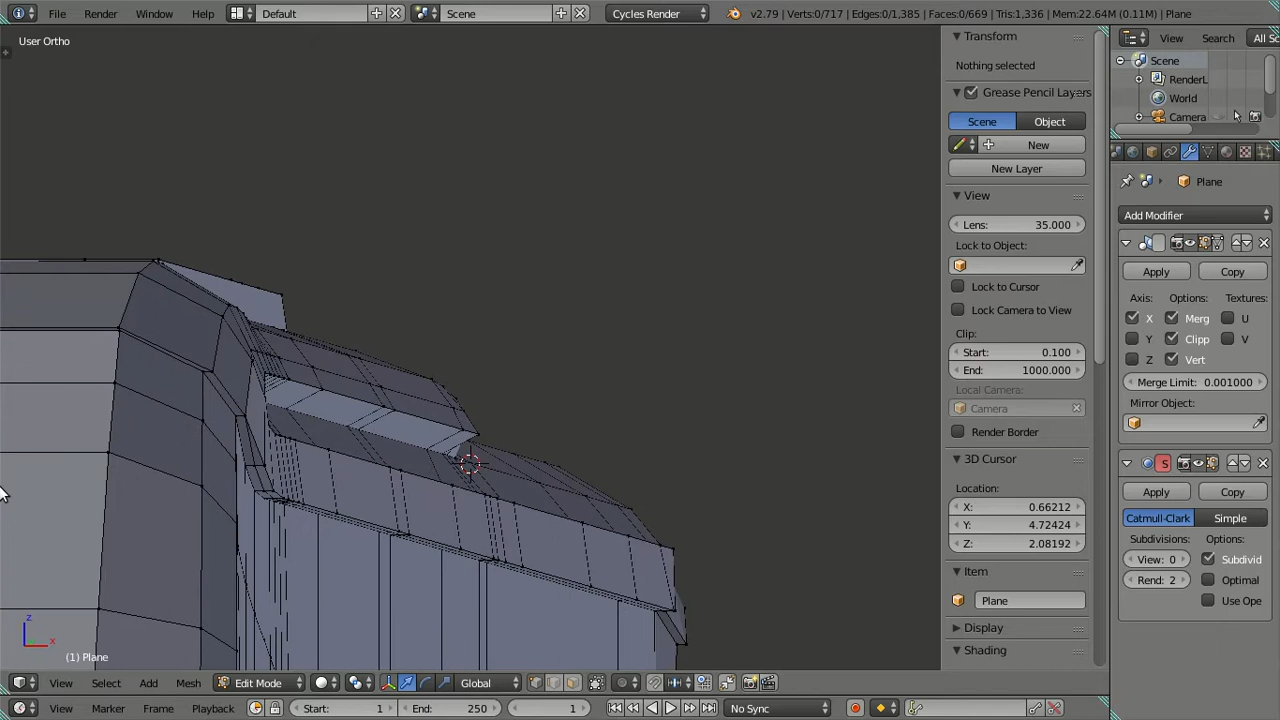 File Render Window Help Default Scene Cycles Render v2.79 | Verts:0/717 | Edges:0/1,385 | Faces:0/669 | Tris:1,336 | Mem:22.64M (0.11M) | Plane
User Ortho
Transform
Nothing selected
Grease Pencil Layers
Scene Object
New
New Layer
View
Lens: 35.000
Lock to Object:
Lock to Cursor
Lock Camera to View
Clip:
Start: 0.100
End: 1000.000
Local Camera:
Camera
Render Border
3D Cursor
Location:
X: 0.66212
Y: 4.72424
Z: 2.08192
Item
Plane
Display
Shading
View Search All Sc
Scene
RenderL
World
Camera
Plane
Add Modifier
Apply Copy
Axis: Options: Textures:
X Merg U
Y Clipp V
Z Vert
Merge Limit: 0.001000
Mirror Object:
S
Apply Copy
Catmull-Clark Simple
Subdivisions: Options:
View: 0 Subdivid
Rend: 2 Optimal
Use Ope
z
x
(1) Plane
View Select Add Mesh Edit Mode Global
View Marker Frame Playback Start: 1 End: 250 1 No Sync